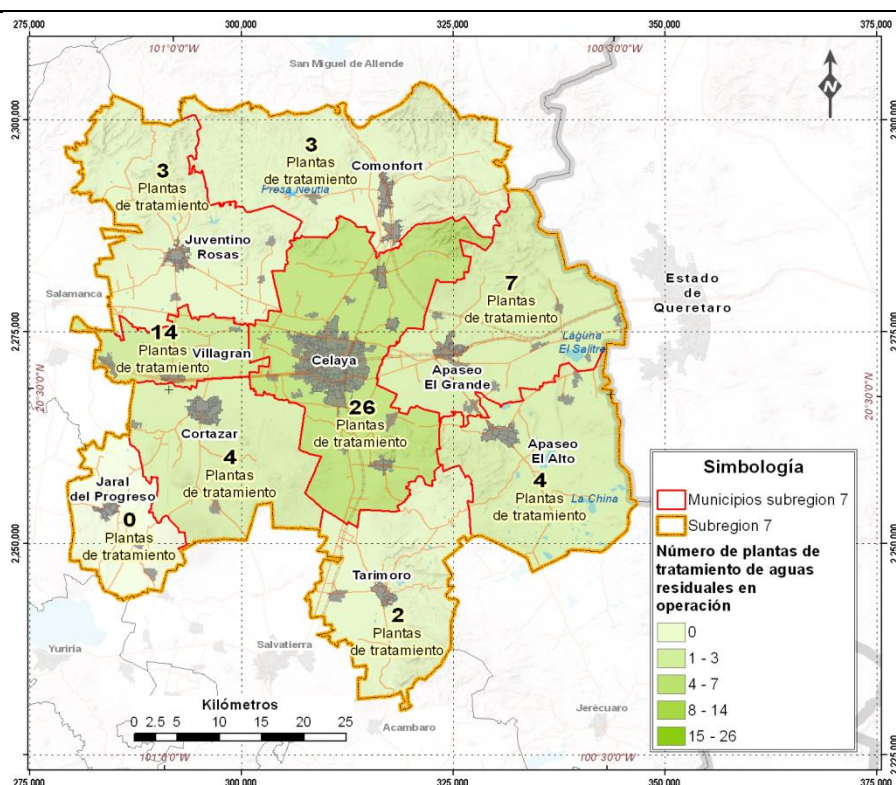 275,000 300,000 325,000 350,000 375,000
101°0'0"W 100°30'0"W
San Miguel de Allende
N
2,300,000 2,300,000
3
Plantas
de tratamiento
3
Plantas
de tratamiento
Comonfort
Presa Neutla
Juventino
Rosas
7
Plantas
de tratamiento
Estado
de
Queretaro
Salamanca
2,275,000 2,275,000
14
Plantas
de tratamiento
Villagran
Celaya
Laguna
El Salitre
Apaseo
El Grande
20°30'0"N 20°30'0"N
26
Plantas
de tratamiento
Cortazar
4
Plantas
de tratamiento
Apaseo
El Alto
4
Plantas
de tratamiento
La China
Jaral
del Progreso
0
Plantas
de tratamiento
2,250,000 2,250,000
Tarimoro
2
Plantas
de tratamiento
Yuriria
Salvatierra
Jerécuaro
Acambaro
Kilómetros
0 2.5 5 10 15 20 25
Simbología
Municipios subregion 7
Subregion 7
Número de plantas de
tratamiento de aguas
residuales en
operación
0
1 - 3
4 - 7
8 - 14
15 - 26
2,225,000
101°0'0"W 100°30'0"W
275,000 300,000 325,000 350,000 375,000